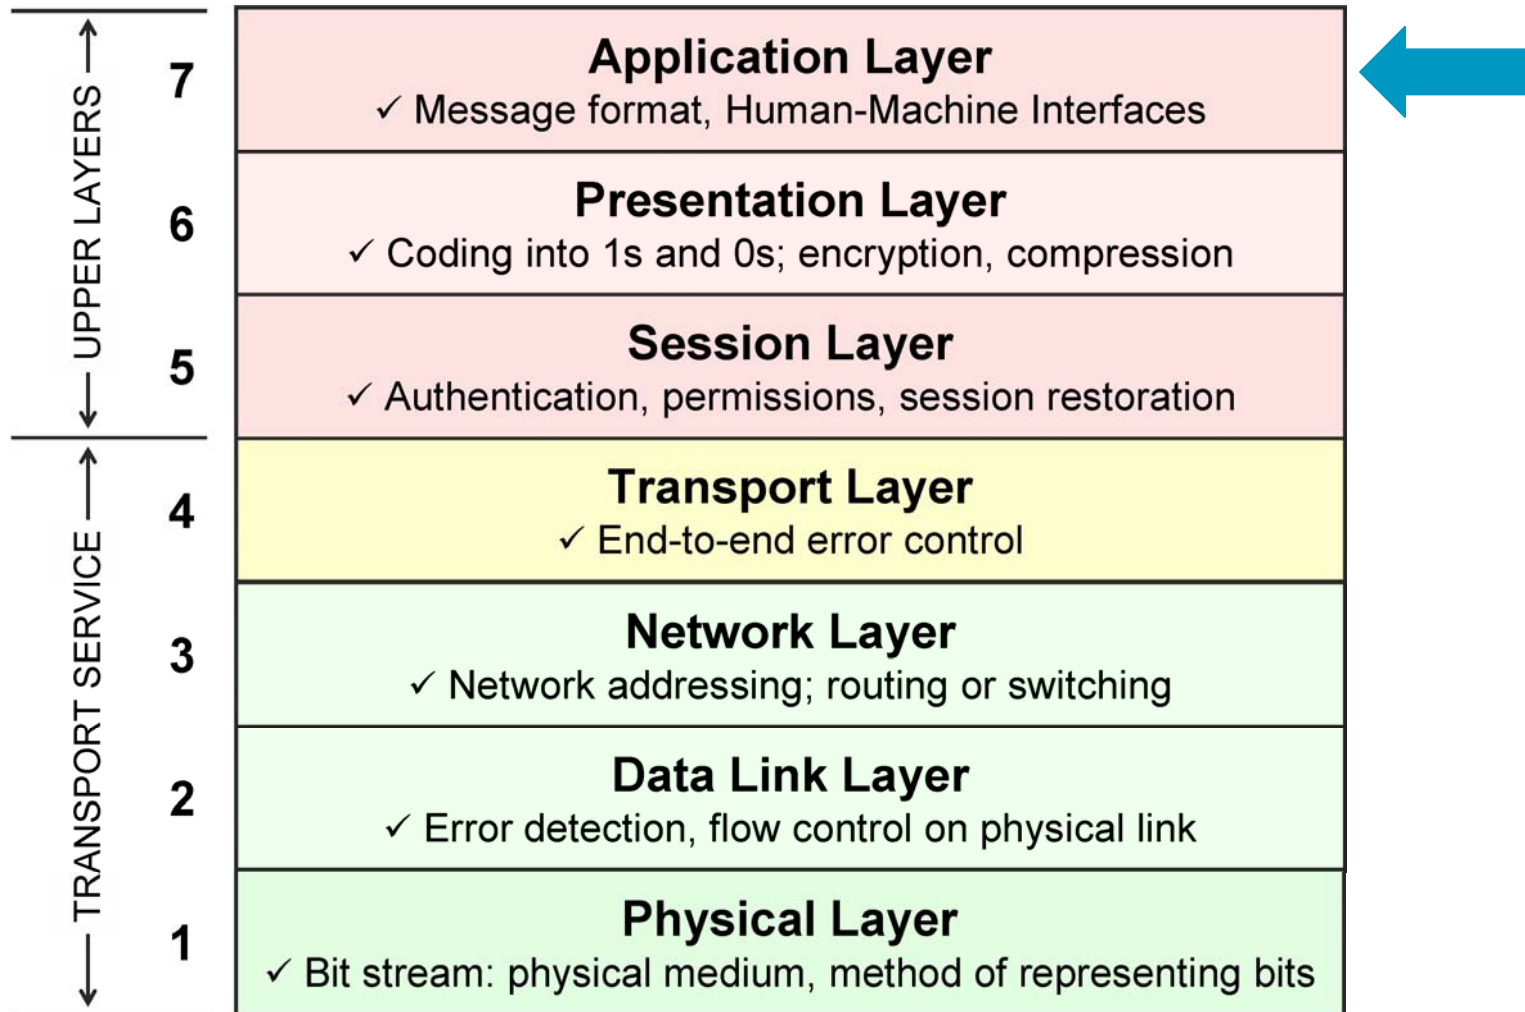 UPPER LAYERS
7
Application Layer
✓ Message format, Human-Machine Interfaces
6
Presentation Layer
✓ Coding into 1s and 0s; encryption, compression
5
Session Layer
✓ Authentication, permissions, session restoration
TRANSPORT SERVICE
4
Transport Layer
✓ End-to-end error control
3
Network Layer
✓ Network addressing; routing or switching
2
Data Link Layer
✓ Error detection, flow control on physical link
1
Physical Layer
✓ Bit stream: physical medium, method of representing bits